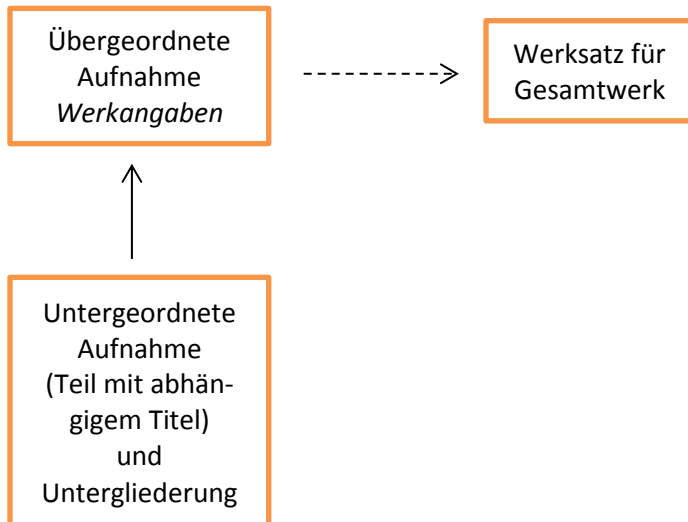 Übergeordnete
Aufnahme
Werkangaben
Werksatz für
Gesamtwerk
Untergeordnete
Aufnahme
(Teil mit abhän-
gigem Titel)
und
Untergliederung